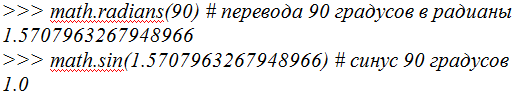 >>> math.radians(90) # перевода 90 градусов в радианы
1.5707963267948966
>>> math.sin(1.5707963267948966) # синус 90 градусов
1.0